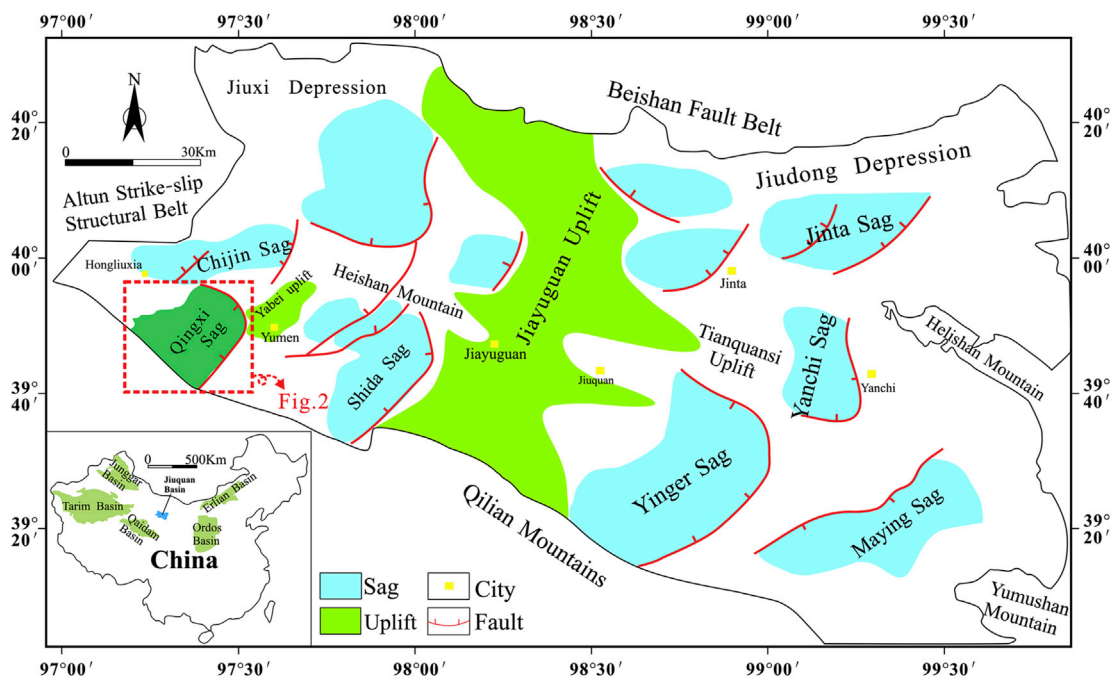 97°00′ 97°30′ 98°00′ 98°30′ 99°00′ 99°30′
40°
20′
40°
00′
39°
40′
39°
20′
40°
20′
40°
00′
39°
40′
39°
20′
N
0 30Km
Jiuxi Depression
Beishan Fault Belt
Jiudong Depression
Altun Strike-slip
Structural Belt
Chijin Sag
Hongliuxia
Qingxi
Sag
Yabei uplift
Yumen
Heishan Mountain
Shida Sag
Jiayuguan Uplift
Jiayuguan
Jiuquan
Jinta Sag
Jinta
Tianquansi
Uplift
Yanchi Sag
Yanchi
Helishan Mountain
Fig.2
Yinger Sag
Maying Sag
Qilian Mountains
Yumushan
Mountain
0 500Km
Junggar
Basin
Jiuquan
Basin
Erlian Basin
Tarim Basin
Qaidam
Basin
Ordos
Basin
China
Sag
City
Uplift
Fault
97°00′ 97°30′ 98°00′ 98°30′ 99°00′ 99°30′